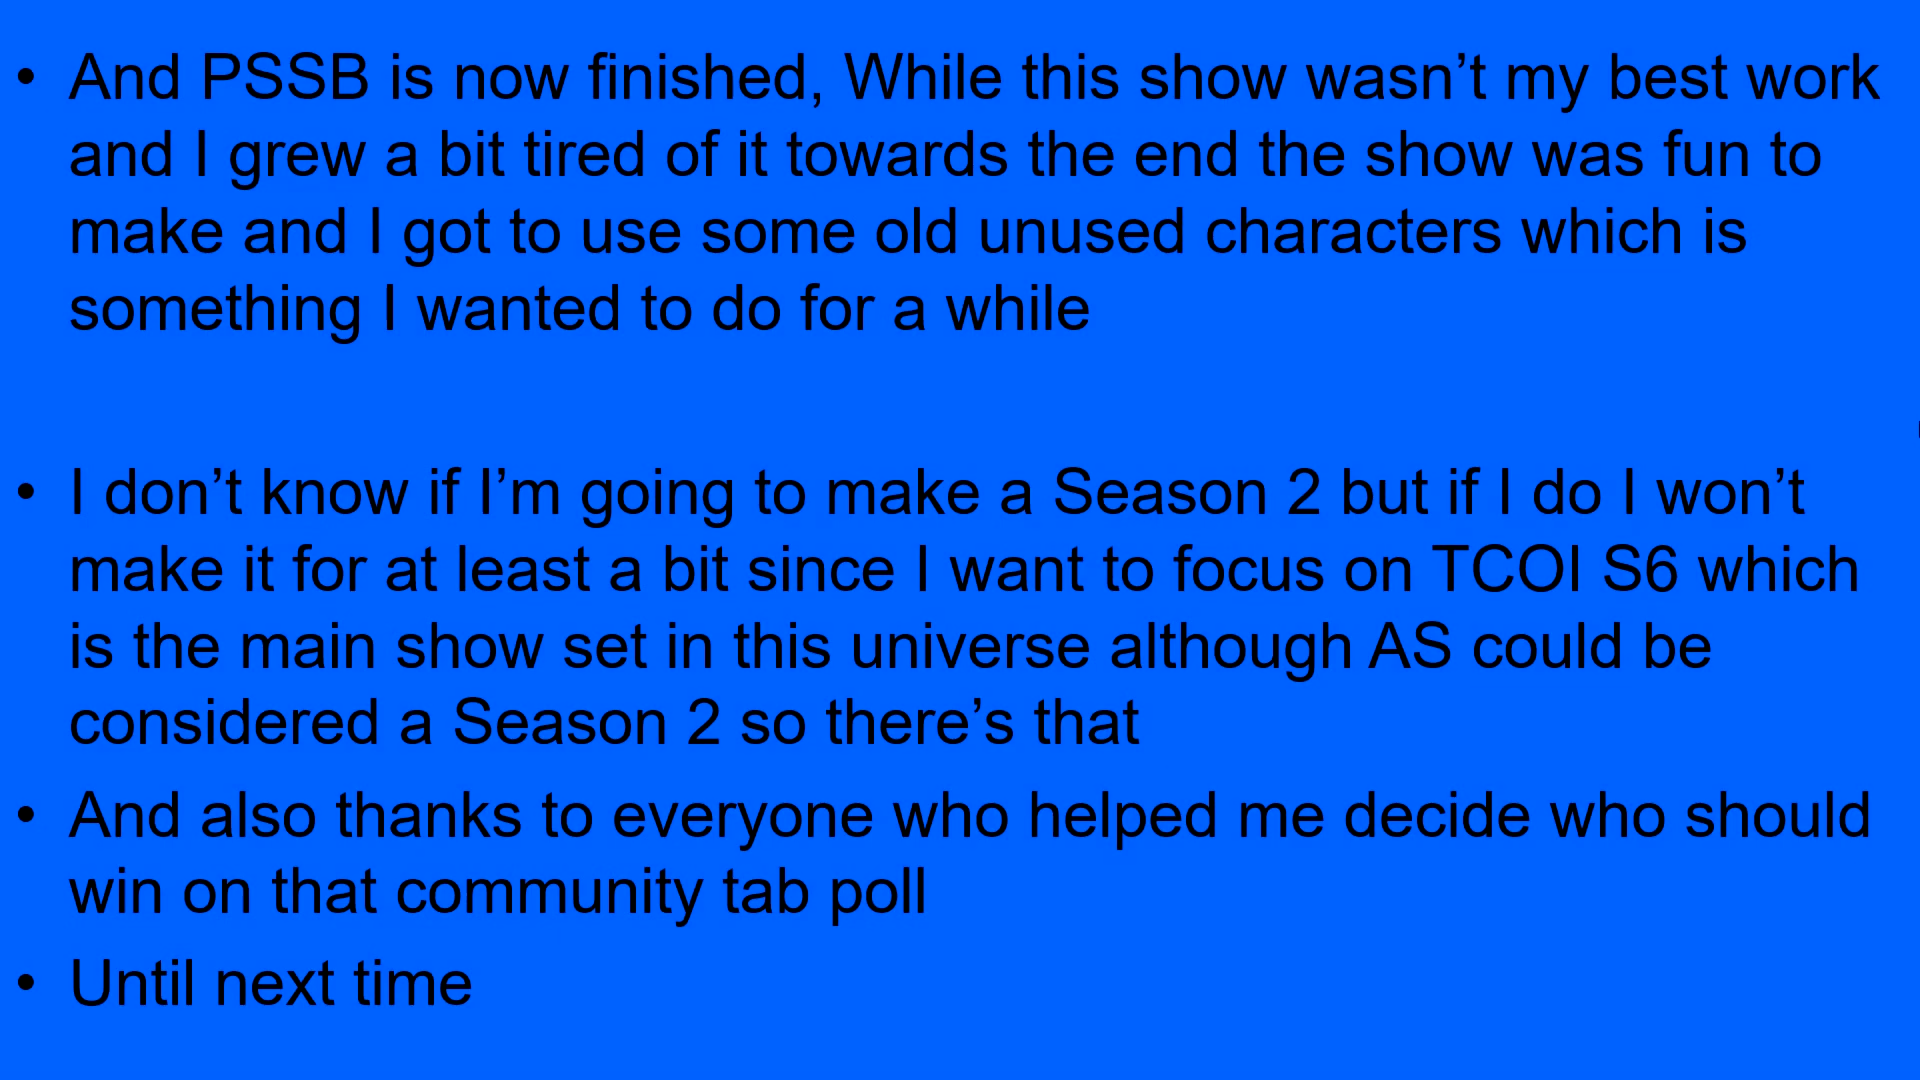 • And PSSB is now finished, While this show wasn’t my best work
and I grew a bit tired of it towards the end the show was fun to
make and I got to use some old unused characters which is
something I wanted to do for a while
• I don’t know if I’m going to make a Season 2 but if I do I won’t
make it for at least a bit since I want to focus on TCOI S6 which
is the main show set in this universe although AS could be
considered a Season 2 so there’s that
• And also thanks to everyone who helped me decide who should
win on that community tab poll
• Until next time